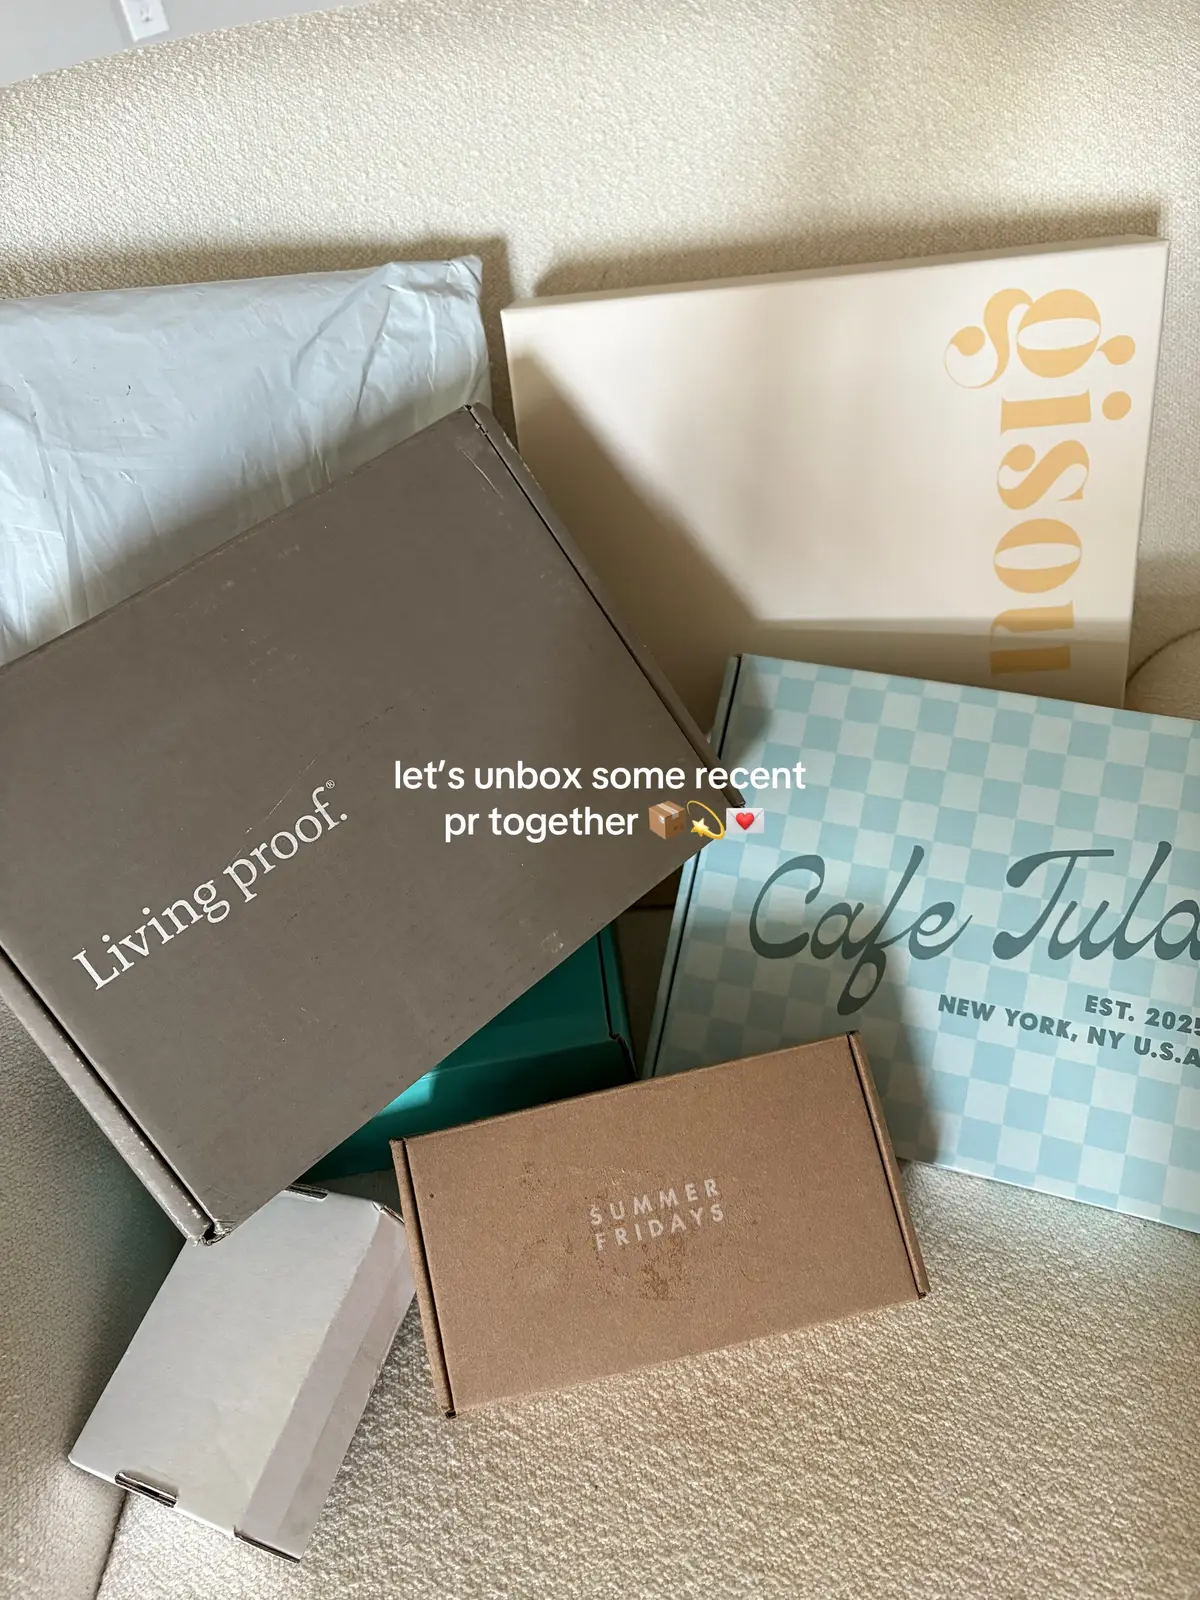 gisou
let’s unbox some recent
pr together 📦💫💌
Living proof.®
Cafe Tula
EST. 2025
NEW YORK, NY U.S.A
SUMMER
FRIDAYS